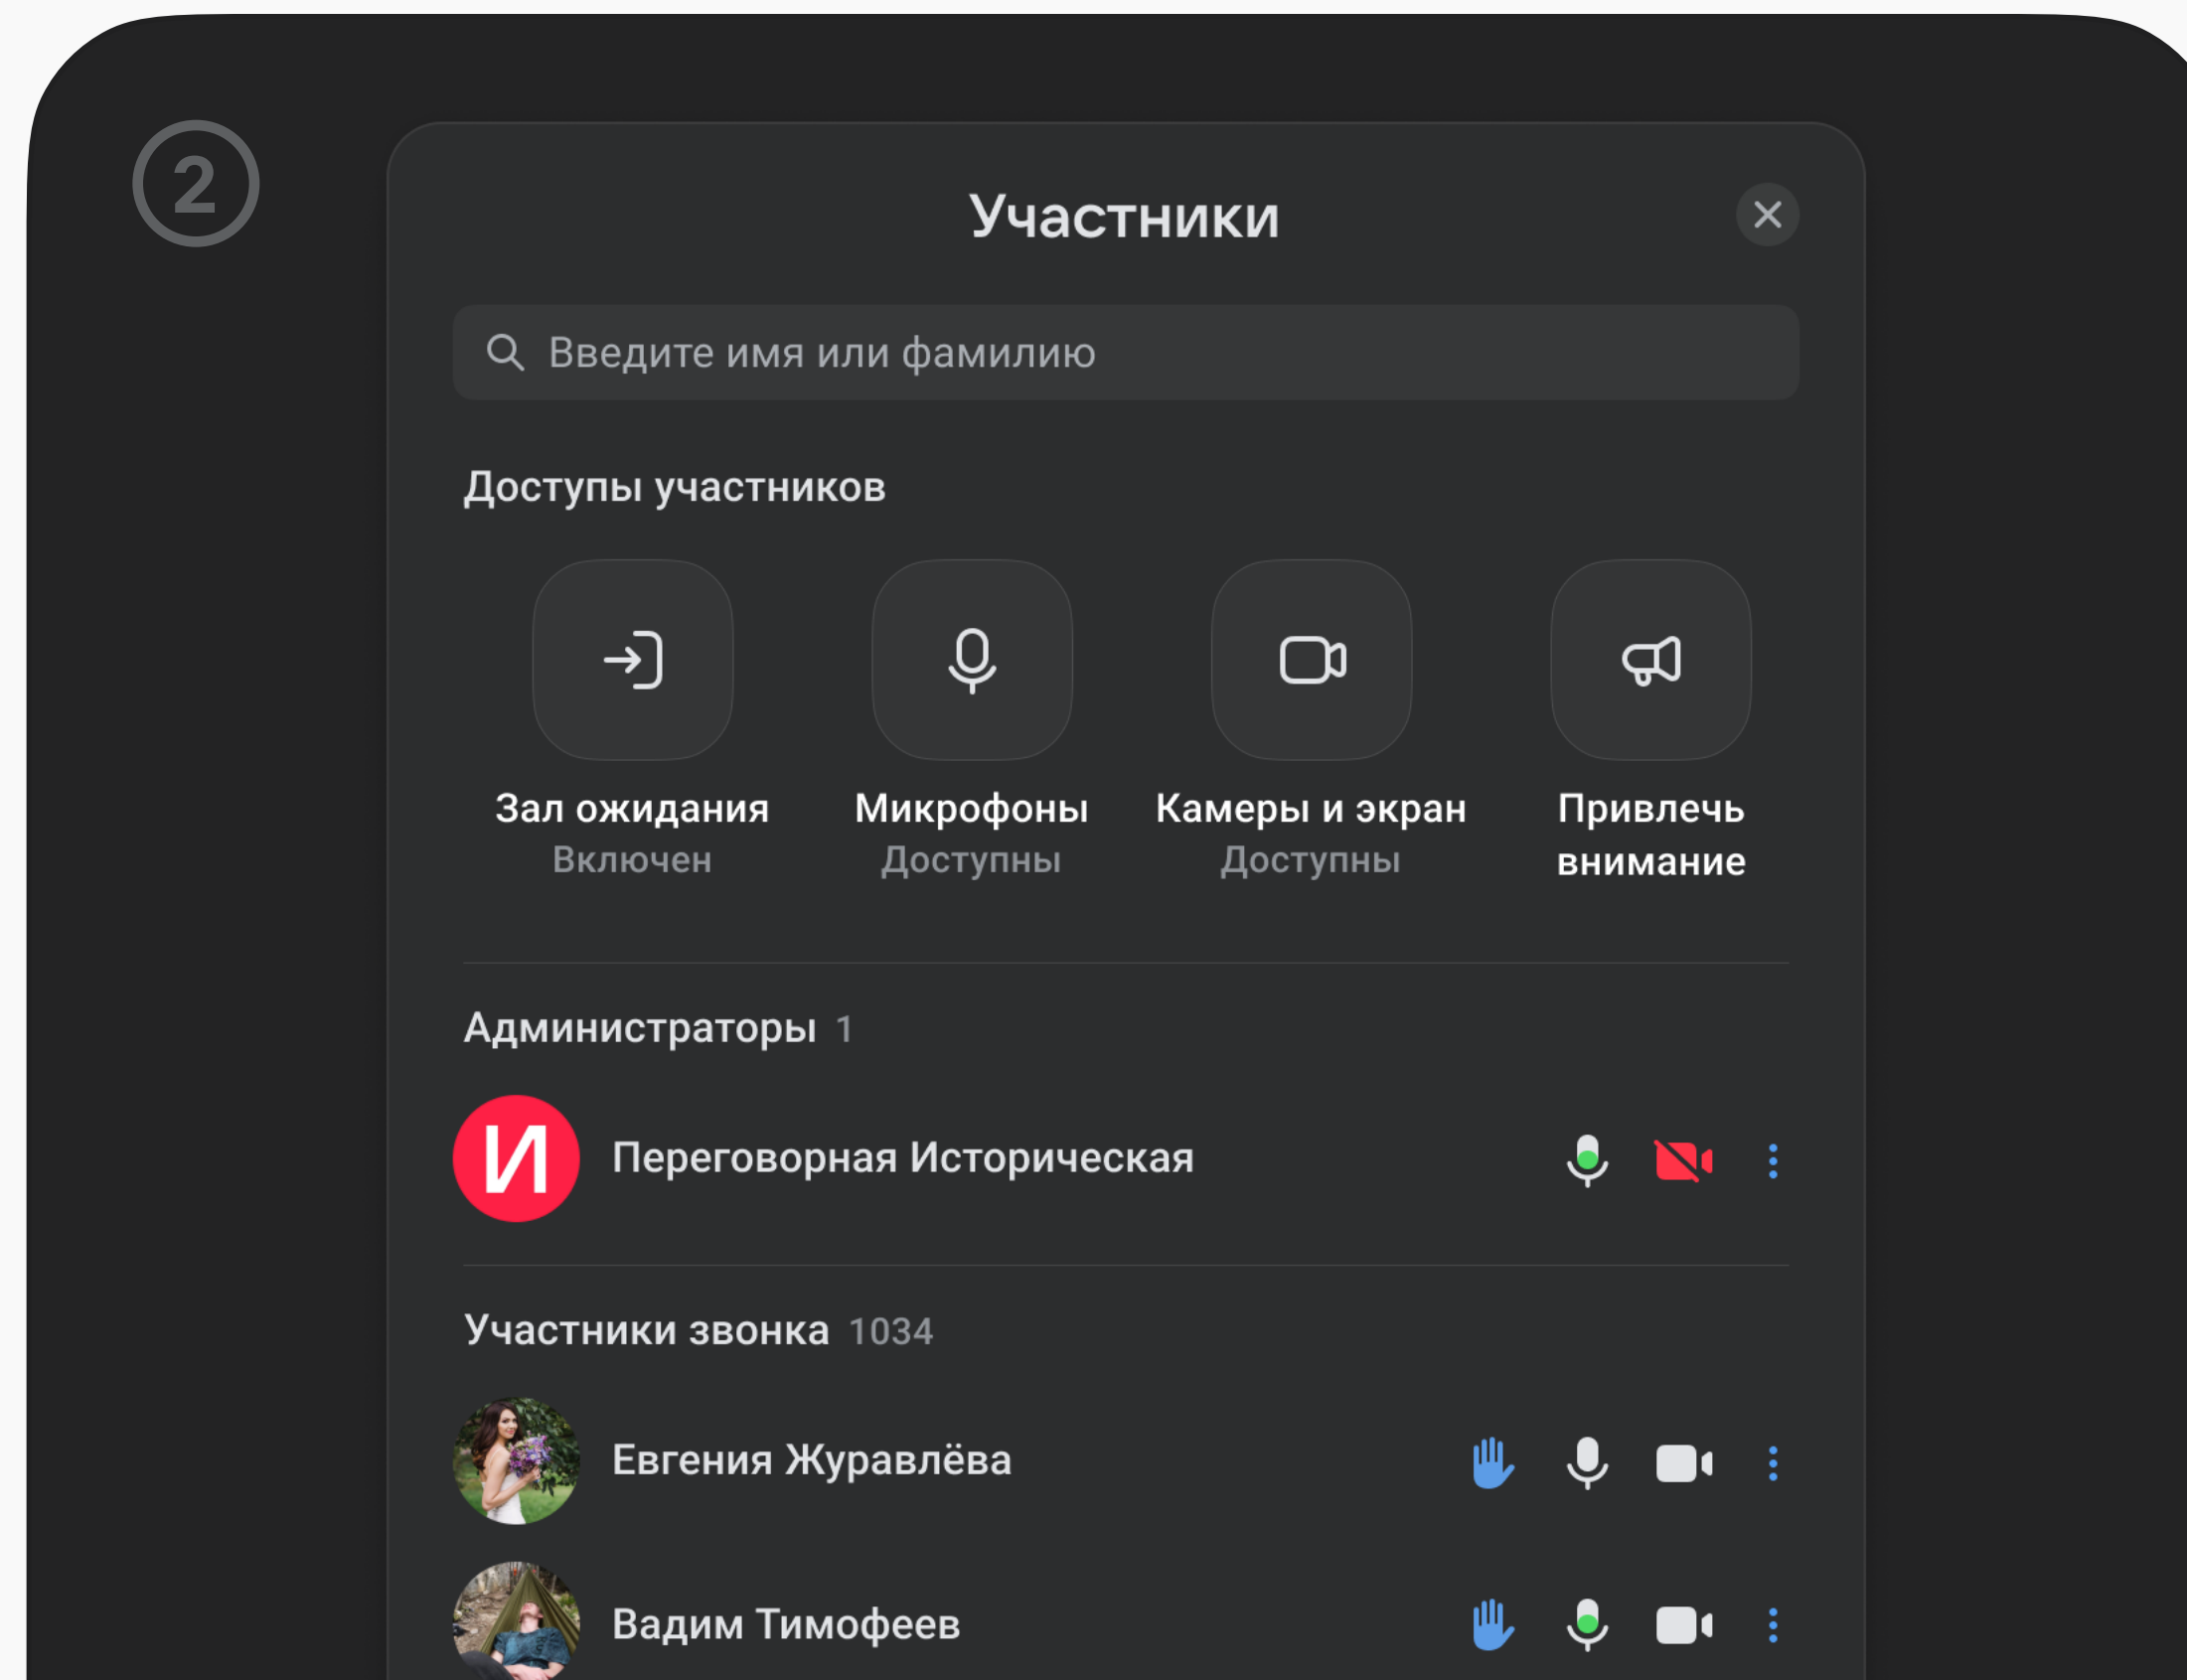 2
Участники
Введите имя или фамилию
Доступы участников
Зал ожидания
Включен
Микрофоны
Доступны
Камеры и экран
Доступны
Привлечь
внимание
Администраторы 1
И
Переговорная Историческая
Участники звонка 1034
Евгения Журавлёва
Вадим Тимофеев